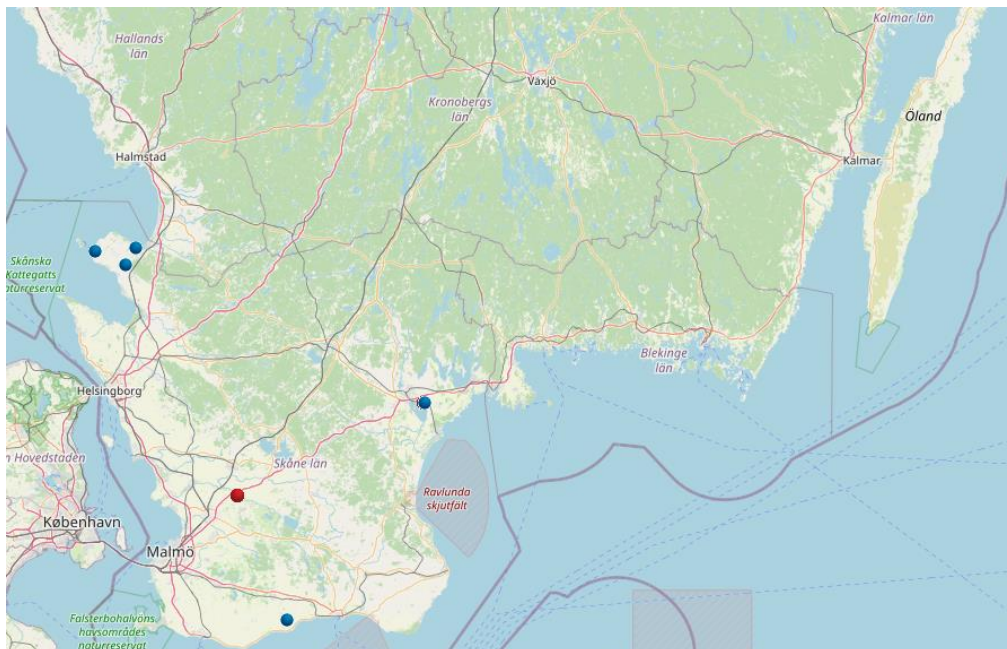 Kalmar län
Hallands
län
Växjö
Kronobergs
län
Öland
Halmstad
Kalmar
Skånska
Kattegatts
naturreservat
Blekinge
län
Helsingborg
Hovedstaden
Skåne län
Ravlunda
skjutfält
København
Malmö
Falsterbohalvöns
havsområdes
naturreservat